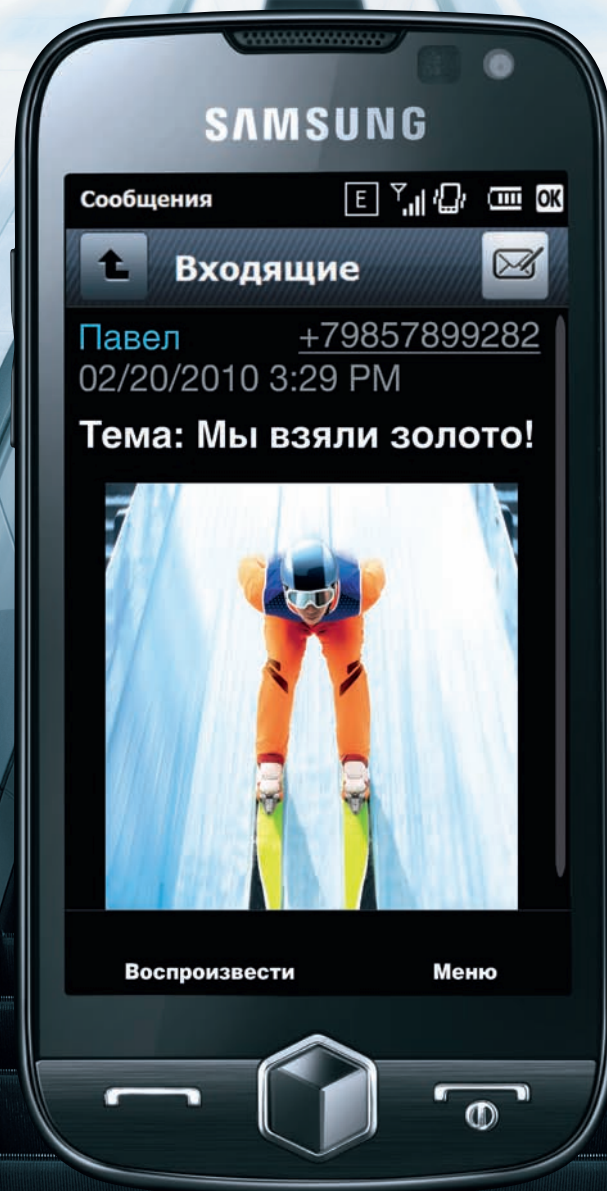 SAMSUNG
Сообщения E OK
Входящие
Павел +79857899282
02/20/2010 3:29 PM
Тема: Мы взяли золото!
Воспроизвести Меню